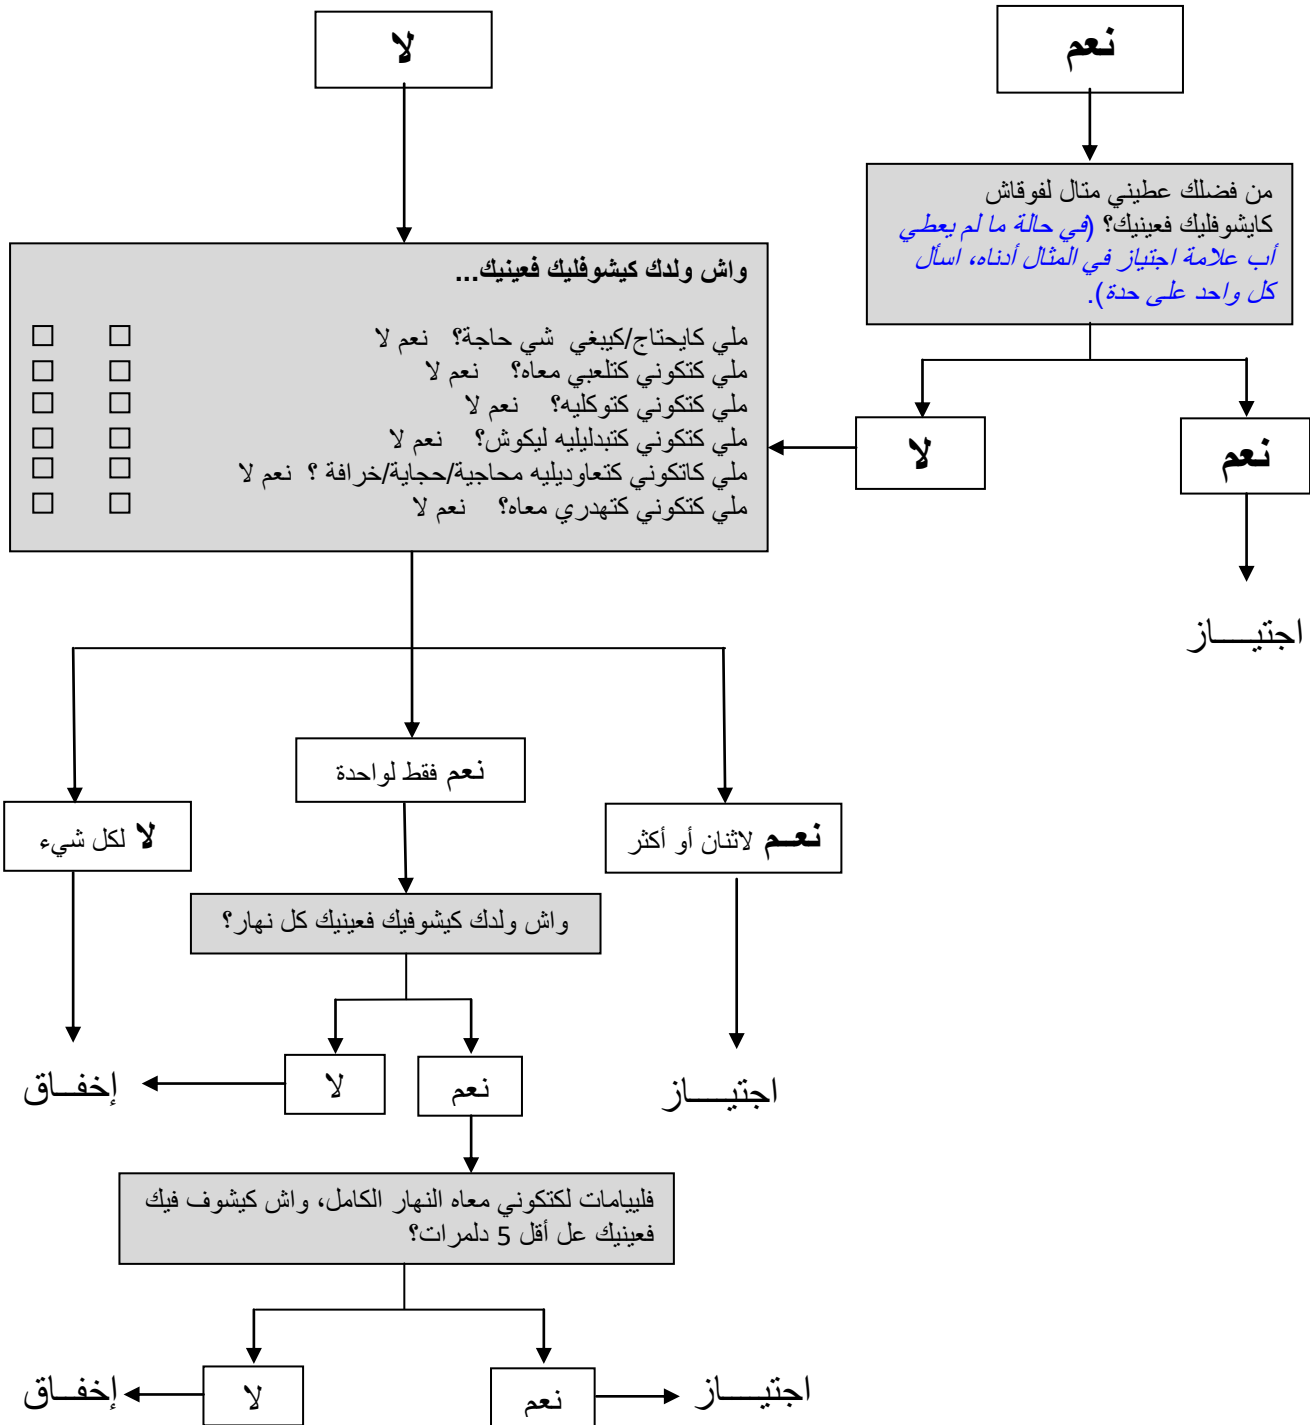 نعم
لا
من فضلك عطيني متال لفوقاش
كايشوفليك فعينيك؟ (في حالة ما لم يعطي
أب علامة اجتياز في المثال أدناه، اسأل
كل واحد على حدة).
واش ولدك كيشوفليك فعينيك...
ملي كايحتاج/كيبغي شي حاجة؟ نعم لا
ملي كتكوني كتلعبي معاه؟ نعم لا
ملي كتكوني كتوكليه؟ نعم لا
ملي كتكوني كتبدليليه ليكوش؟ نعم لا
ملي كاتكوني كتعاوديليه محاجية/حجاية/خرافة ؟ نعم لا
ملي كتكوني كتهدري معاه؟ نعم لا
نعم
لا
اجتيـــــاز
نعم فقط لواحدة
نعـــم لاثنان أو أكثر
لا لكل شيء
واش ولدك كيشوفيك فعينيك كل نهار؟
نعم
لا
اجتيـــــاز
إخفــاق
فلييامات لكتكوني معاه النهار الكامل، واش كيشوف فيك
فعينيك عل أقل 5 دلمرات؟
اجتيـــــاز
نعم
لا
إخفــاق